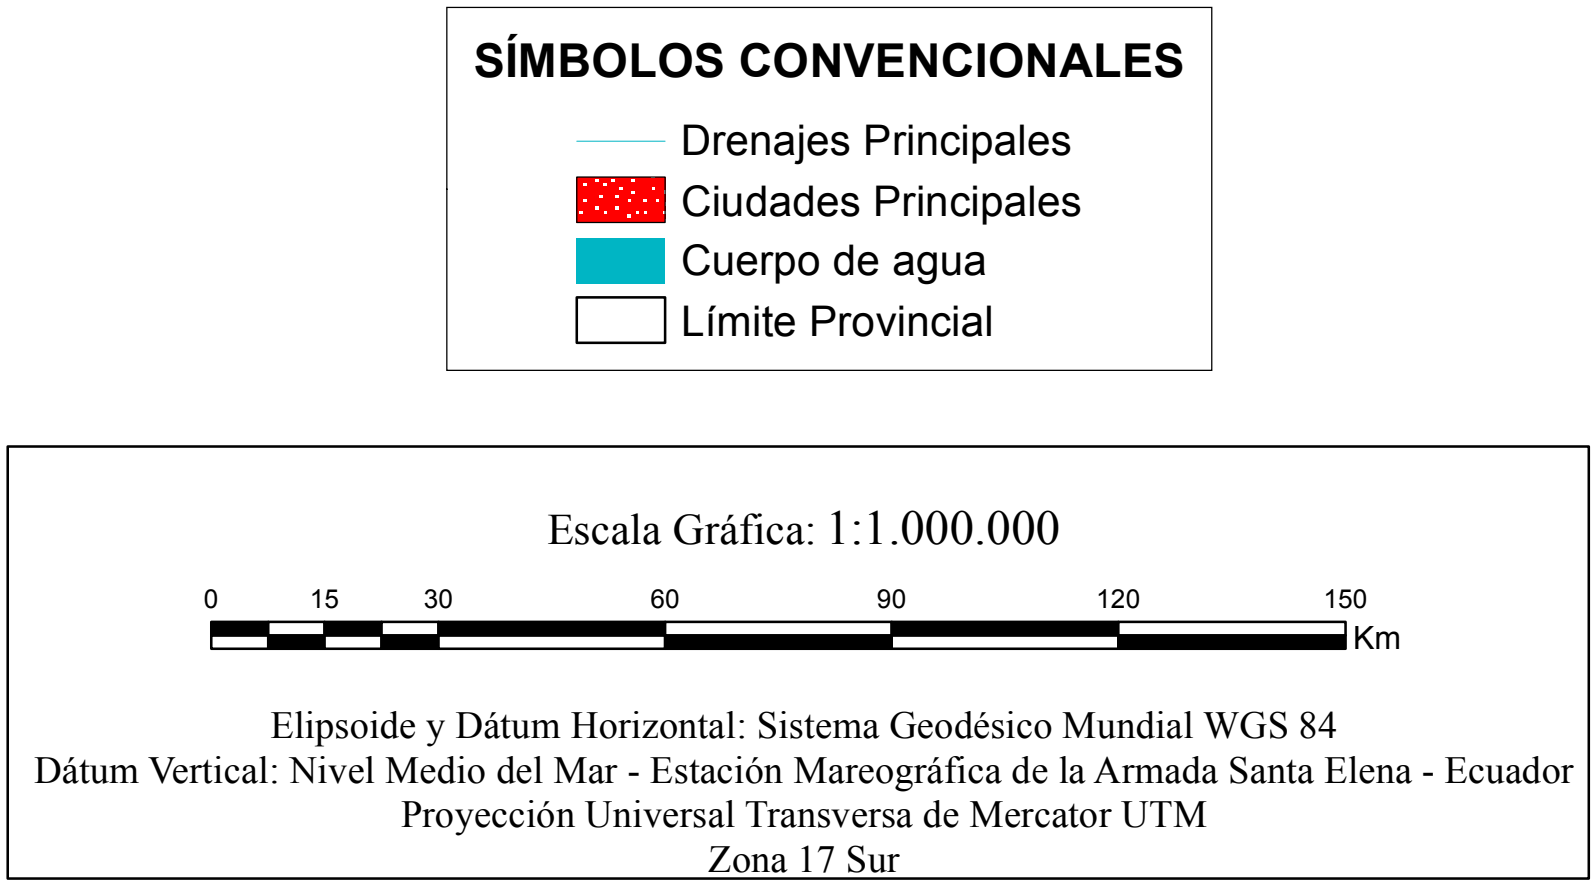 SÍMBOLOS CONVENCIONALES
Drenajes Principales
Ciudades Principales
Cuerpo de agua
Límite Provincial
Escala Gráfica: 1:1.000.000
0 15 30 60 90 120 150
Km
Elipsoide y Dátum Horizontal: Sistema Geodésico Mundial WGS 84
Dátum Vertical: Nivel Medio del Mar - Estación Mareográfica de la Armada Santa Elena - Ecuador
Proyección Universal Transversa de Mercator UTM
Zona 17 Sur